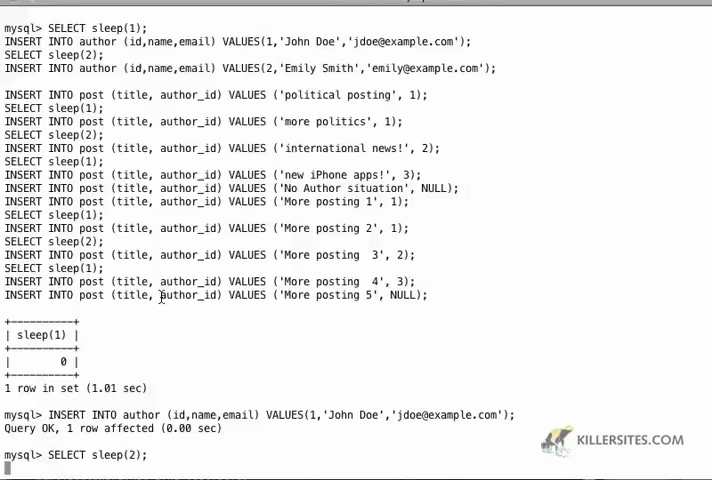 mysql> SELECT sleep(1);
INSERT INTO author (id,name,email) VALUES(1,'John Doe','jdoe@example.com');
SELECT sleep(2);
INSERT INTO author (id,name,email) VALUES(2,'Emily Smith','emily@example.com');
INSERT INTO post (title, author_id) VALUES ('political posting', 1);
SELECT sleep(1);
INSERT INTO post (title, author_id) VALUES ('more politics', 1);
SELECT sleep(2);
INSERT INTO post (title, author_id) VALUES ('international news!', 2);
SELECT sleep(1);
INSERT INTO post (title, author_id) VALUES ('new iPhone apps!', 3);
INSERT INTO post (title, author_id) VALUES ('No Author situation', NULL);
INSERT INTO post (title, author_id) VALUES ('More posting 1', 1);
SELECT sleep(1);
INSERT INTO post (title, author_id) VALUES ('More posting 2', 1);
SELECT sleep(2);
INSERT INTO post (title, author_id) VALUES ('More posting  3', 2);
SELECT sleep(1);
INSERT INTO post (title, author_id) VALUES ('More posting  4', 3);
INSERT INTO post (title, author_id) VALUES ('More posting 5', NULL);
+----------+
| sleep(1) |
+----------+
|        0 |
+----------+
1 row in set (1.01 sec)
mysql> INSERT INTO author (id,name,email) VALUES(1,'John Doe','jdoe@example.com');
Query OK, 1 row affected (0.00 sec)
KILLERSITES.COM
mysql> SELECT sleep(2);